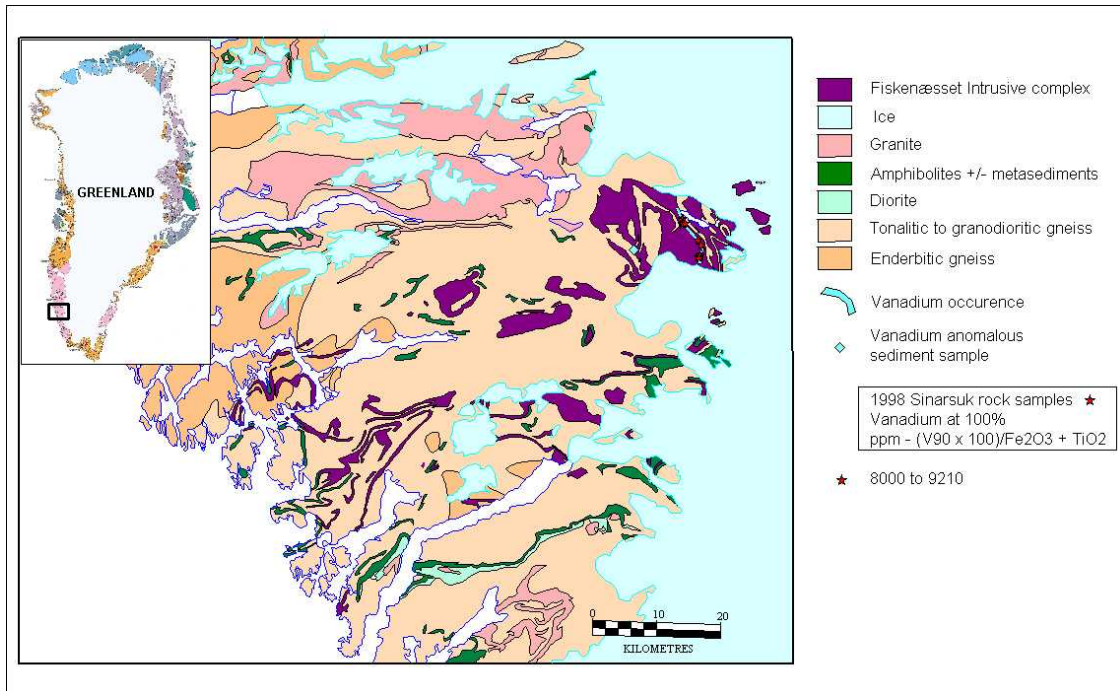 GREENLAND
Fiskenæsset Intrusive complex
Ice
Granite
Amphibolites +/- metasediments
Diorite
Tonalitic to granodioritic gneiss
Enderbitic gneiss
Vanadium occurence
Vanadium anomalous
sediment sample
1998 Sinarsuk rock samples
Vanadium at 100%
ppm - (V90 x 100)/Fe2O3 + TiO2
8000 to 9210
0 10 20
KILOMETRES